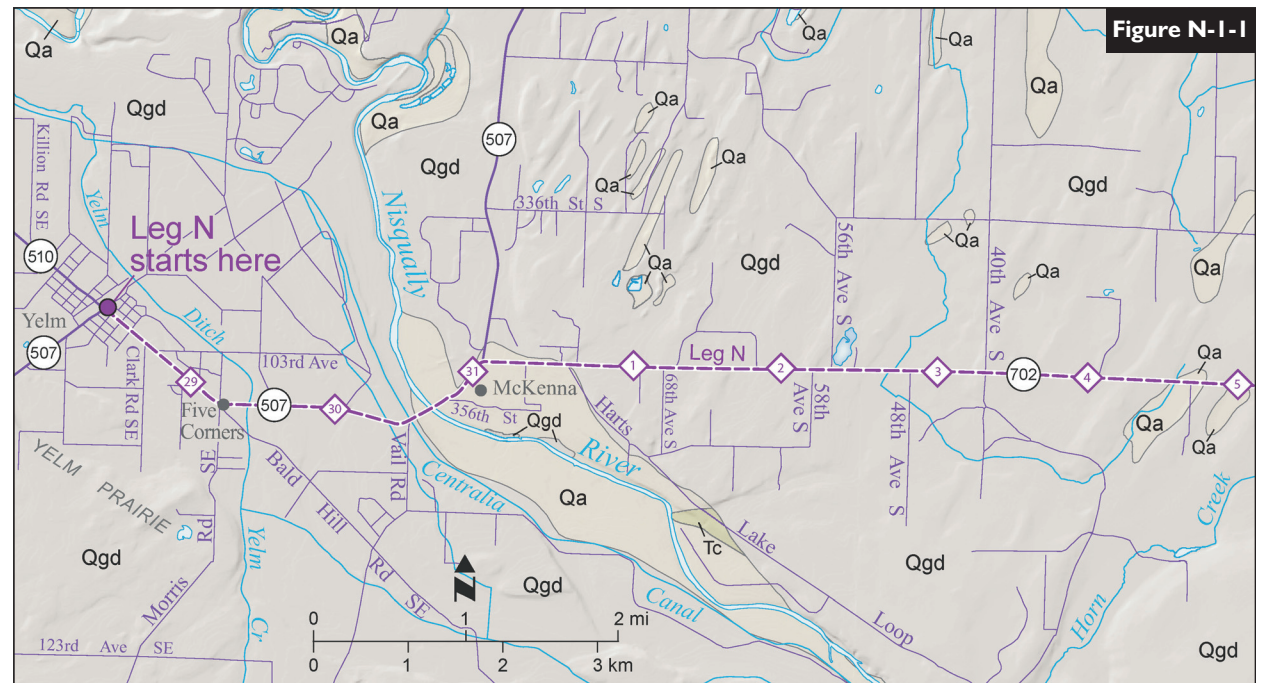 Figure N-1-1
Qa
Qa
Qa
Qa
Qgd
Qa
Qa
Qa
Qgd
507
Qa
Qa
Qgd
Killion Rd SE
Yelm
Ditch
Nisqually
336th St S
Leg N
starts here
510
Qgd
56th Ave S
Qa
40th Ave S
Qa
Qa
Qa
Yelm
507
Clark Rd SE
29
103rd Ave
Five
Corners
507
30
31
McKenna
356th St
Qgd
1
Leg N
2
3
702
4
5
68th Ave S
58th
Ave S
48th Ave S
Qa
Qa
Qa
Harts
Lake
Loop
River
Vail Rd
Centralia
Canal
Qa
Tc
YELM PRAIRIE
Morris
Rd
SE
Bald
Hill
Rd
SE
Yelm
Cr
Qgd
Qgd
Qgd
Horn
Creek
Qgd
N
0 1 2 mi
0 1 2 3 km
123rd Ave SE